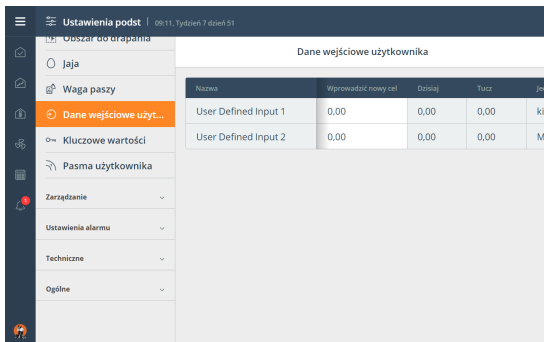 Ustawienia podst | 09:11, Tydzień 7 dzień 51
Obszar do drapania
Jaja
Waga paszy
Dane wejściowe użyt...
Kluczowe wartości
Pasma użytkownika
Zarządzanie
Ustawienia alarmu
Techniczne
Ogólne
Dane wejściowe użytkownika
Nazwa Wprowadzić nowy cel Dzisiaj Tucz
User Defined Input 1 0,00 0,00 0,00
User Defined Input 2 0,00 0,00 0,00